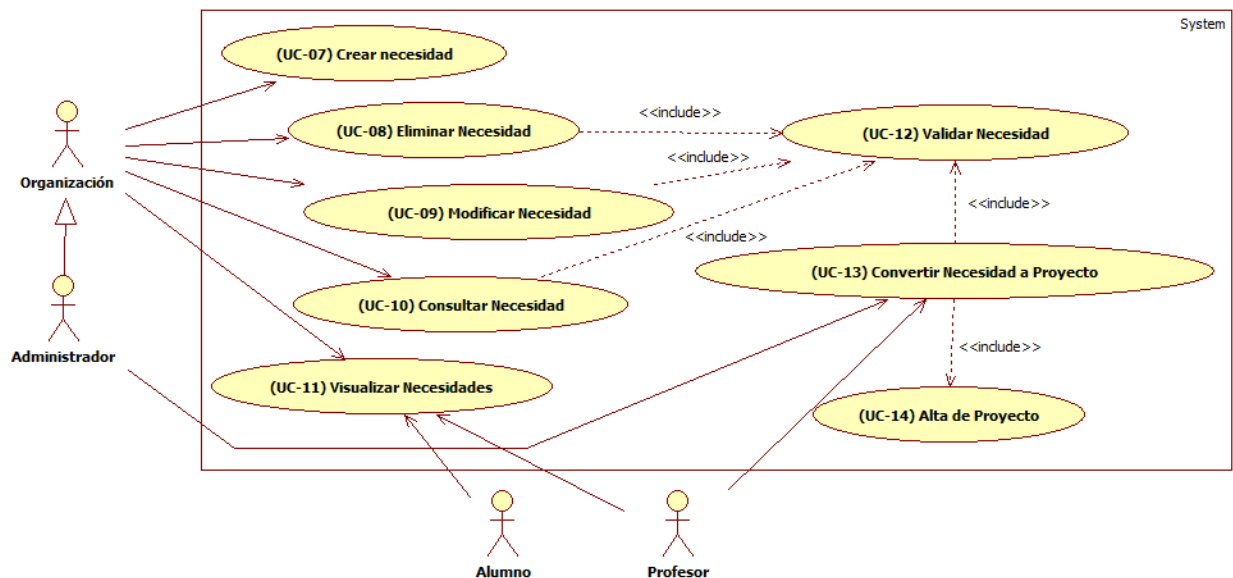 System
(UC-07) Crear necesidad
<<include>>
(UC-08) Eliminar Necesidad
(UC-12) Validar Necesidad
<<include>>
Organización
(UC-09) Modificar Necesidad
<<include>>
<<include>>
(UC-13) Convertir Necesidad a Proyecto
(UC-10) Consultar Necesidad
<<include>>
Administrador
(UC-11) Visualizar Necesidades
(UC-14) Alta de Proyecto
Alumno
Profesor